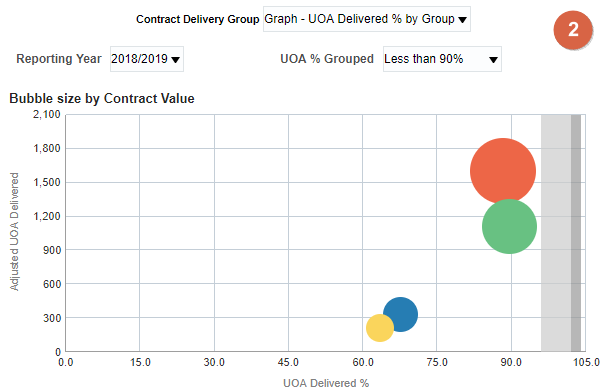 Contract Delivery Group Graph - UOA Delivered % by Group
2
Reporting Year 2018/2019 UOA % Grouped Less than 90%
Bubble size by Contract Value
2,100
1,800
1,500
1,200
900
600
300
0
Adjusted UOA Delivered
0.0 15.0 30.0 45.0 60.0 75.0 90.0 105.0
UOA Delivered %